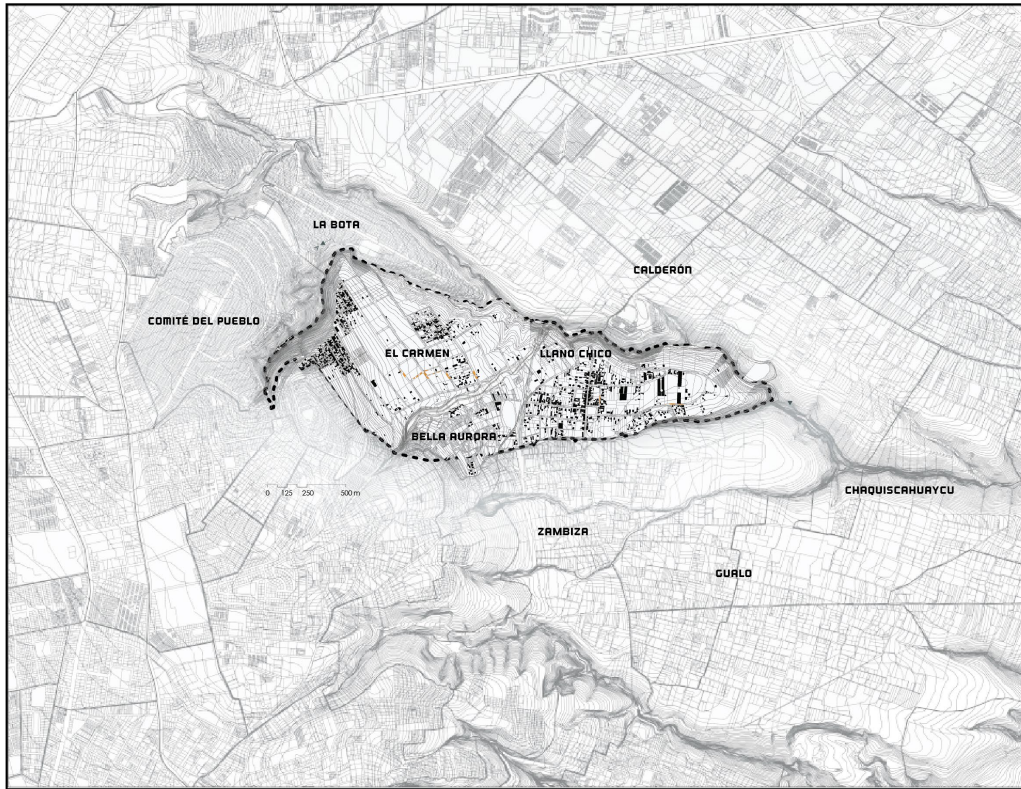 LA BOTA
CALDERÓN
COMITÉ DEL PUEBLO
EL CARMEN
LLANO CHICO
BELLA AURORA
0 125 250 500 m
CHAQUISCAHUAYCU
ZAMBIZA
GUALO